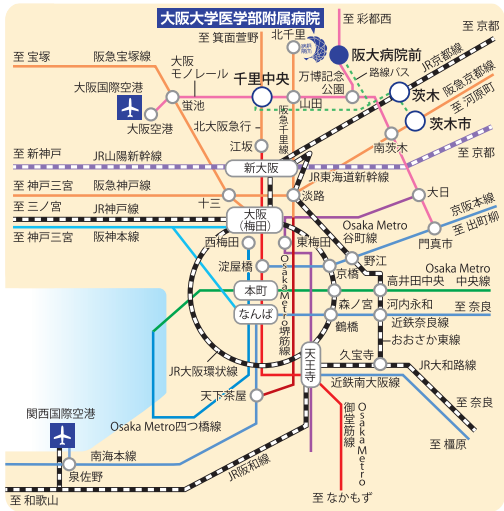 大阪大学医学部附属病院
至 彩都西
至 箕面萱野
北千里
至 京都
至 宝塚
阪急宝塚線
大阪
モノレール
千里中央
万博記念
公園
阪大病院前
路線バス
JR京都線
阪急京都線
至 河原町
大阪国際空港
蛍池
山田
茨木
大阪空港
北大阪急行
阪急千里線
茨木市
江坂
南茨木
至 新神戸
JR山陽新幹線
新大阪
至 京都
JR東海道新幹線
至 神戸三宮
阪急神戸線
十三
淡路
大日
至 三ノ宮
JR神戸線
大阪
(梅田)
Osaka Metro
谷町線
京阪本線
至 出町柳
至 神戸三宮
阪神本線
西梅田
東梅田
門真市
野江
淀屋橋
京橋
Osaka Metro
中央線
高井田中央
本町
森ノ宮
河内永和
至 奈良
なんば
Osaka Metro堺筋線
鶴橋
近鉄奈良線
おおさか東線
天王寺
久宝寺
JR大阪環状線
JR大和路線
天下茶屋
近鉄南大阪線
関西国際空港
Osaka Metro四つ橋線
御堂筋線
Osaka Metro
至 奈良
至 橿原
南海本線
泉佐野
JR阪和線
至 和歌山
至 なかもず